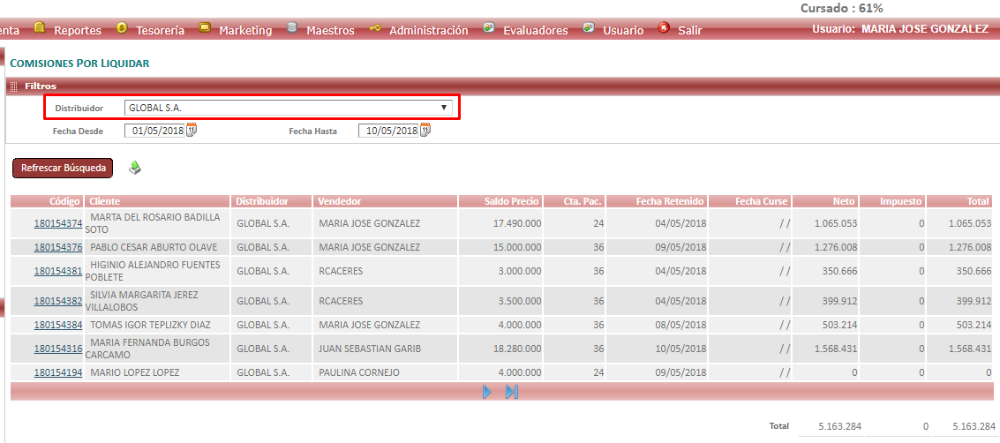 Cursado : 61%
enta Reportes Tesorería Marketing Maestros Administración Evaluadores Usuario Salir Usuario: MARIA JOSE GONZALEZ
COMISIONES POR LIQUIDAR
Filtros
Distribuidor GLOBAL S.A.
Fecha Desde 01/05/2018 11 Fecha Hasta 10/05/2018 11
Refrescar Búsqueda
Código Cliente Distribuidor Vendedor Saldo Precio Cta. Pac. Fecha Retenido Fecha Curse Neto Impuesto Total
180154374 MARTA DEL ROSARIO BADILLA SOTO GLOBAL S.A. MARIA JOSE GONZALEZ 17.490.000 24 04/05/2018 / / 1.065.053 0 1.065.053
180154376 PABLO CESAR ABURTO OLAVE GLOBAL S.A. MARIA JOSE GONZALEZ 15.000.000 36 09/05/2018 / / 1.276.008 0 1.276.008
180154381 HIGINIO ALEJANDRO FUENTES POBLETE GLOBAL S.A. RCACERES 3.000.000 36 04/05/2018 / / 350.666 0 350.666
180154382 SILVIA MARGARITA JEREZ VILLALOBOS GLOBAL S.A. RCACERES 3.500.000 36 04/05/2018 / / 399.912 0 399.912
180154384 TOMAS IGOR TEPLIZKY DIAZ GLOBAL S.A. MARIA JOSE GONZALEZ 4.000.000 36 08/05/2018 / / 503.214 0 503.214
180154316 MARIA FERNANDA BURGOS CARCAMO GLOBAL S.A. JUAN SEBASTIAN GARIB 18.280.000 36 10/05/2018 / / 1.568.431 0 1.568.431
180154194 MARIO LOPEZ LOPEZ GLOBAL S.A. PAULINA CORNEJO 4.000.000 24 09/05/2018 / / 0 0 0
Total 5.163.284 0 5.163.284